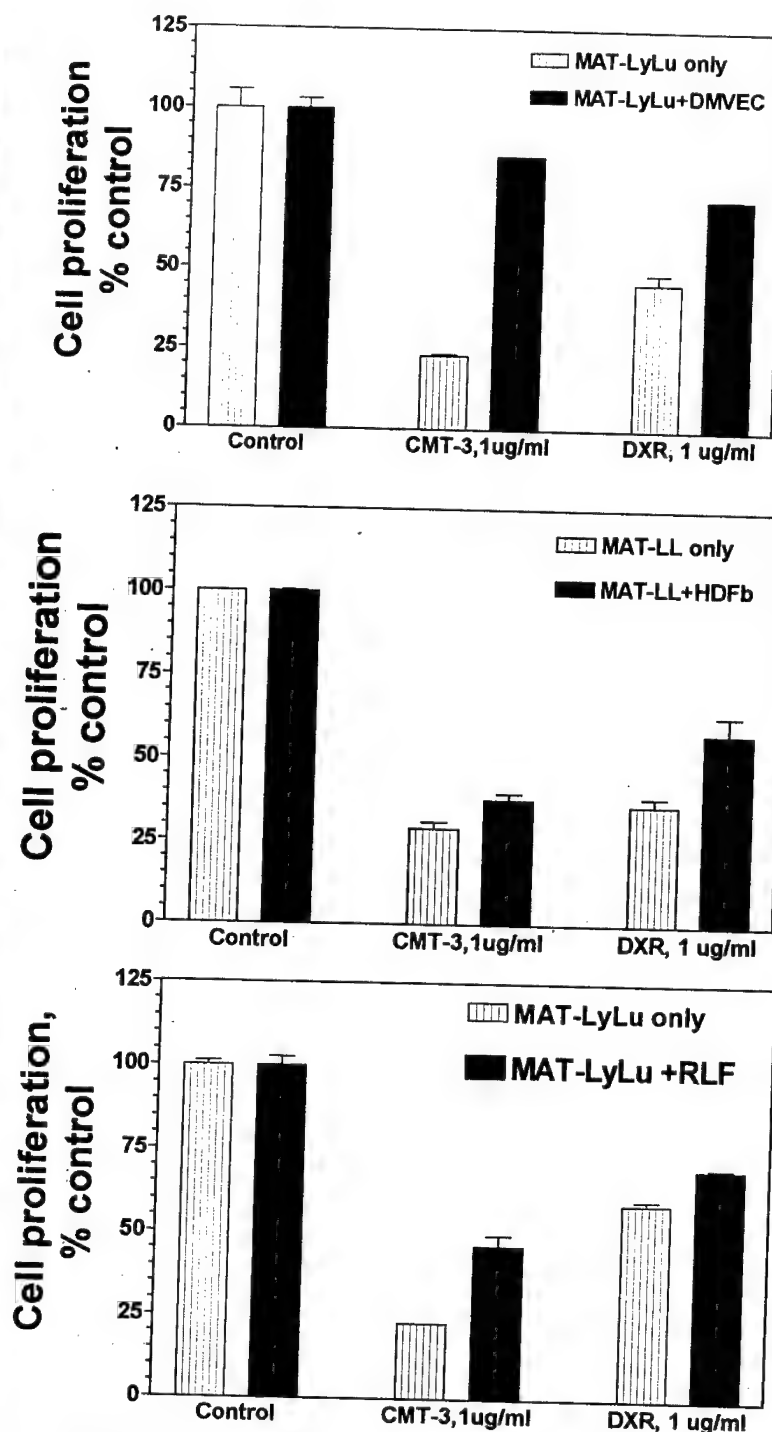 125
100
75
50
25
0
Cell proliferation
% control
MAT-LyLu only
MAT-LyLu+DMVEC
Control
CMT-3,1ug/ml
DXR, 1 ug/ml
125
100
75
50
25
0
Cell proliferation
% control
MAT-LL only
MAT-LL+HDFb
Control
CMT-3,1ug/ml
DXR, 1 ug/ml
125
100
75
50
25
0
Cell proliferation,
% control
MAT-LyLu only
MAT-LyLu +RLF
Control
CMT-3,1ug/ml
DXR, 1 ug/ml